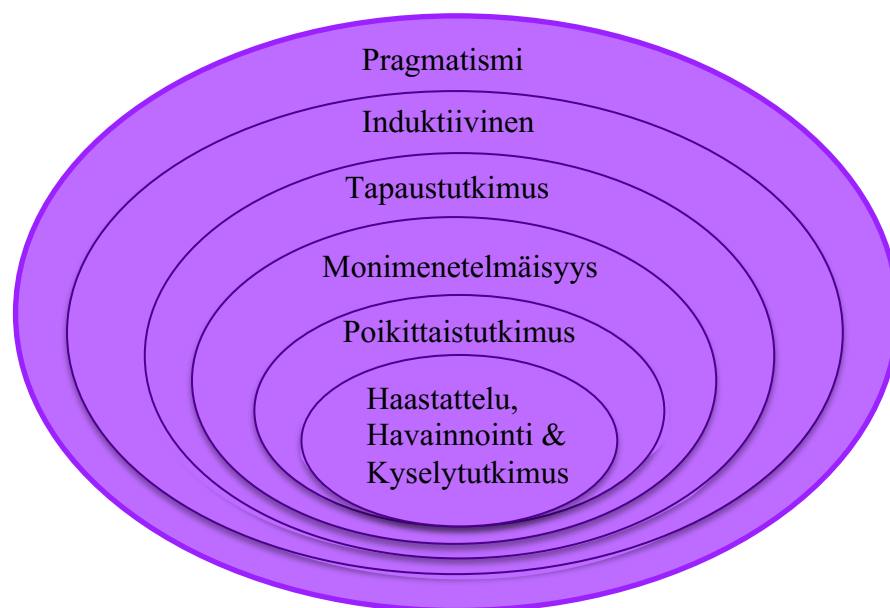 Pragmatismi
Induktiivinen
Tapaustutkimus
Monimenetelmäisyys
Poikittaistutkimus
Haastattelu,
Havainnointi &
Kyselytutkimus